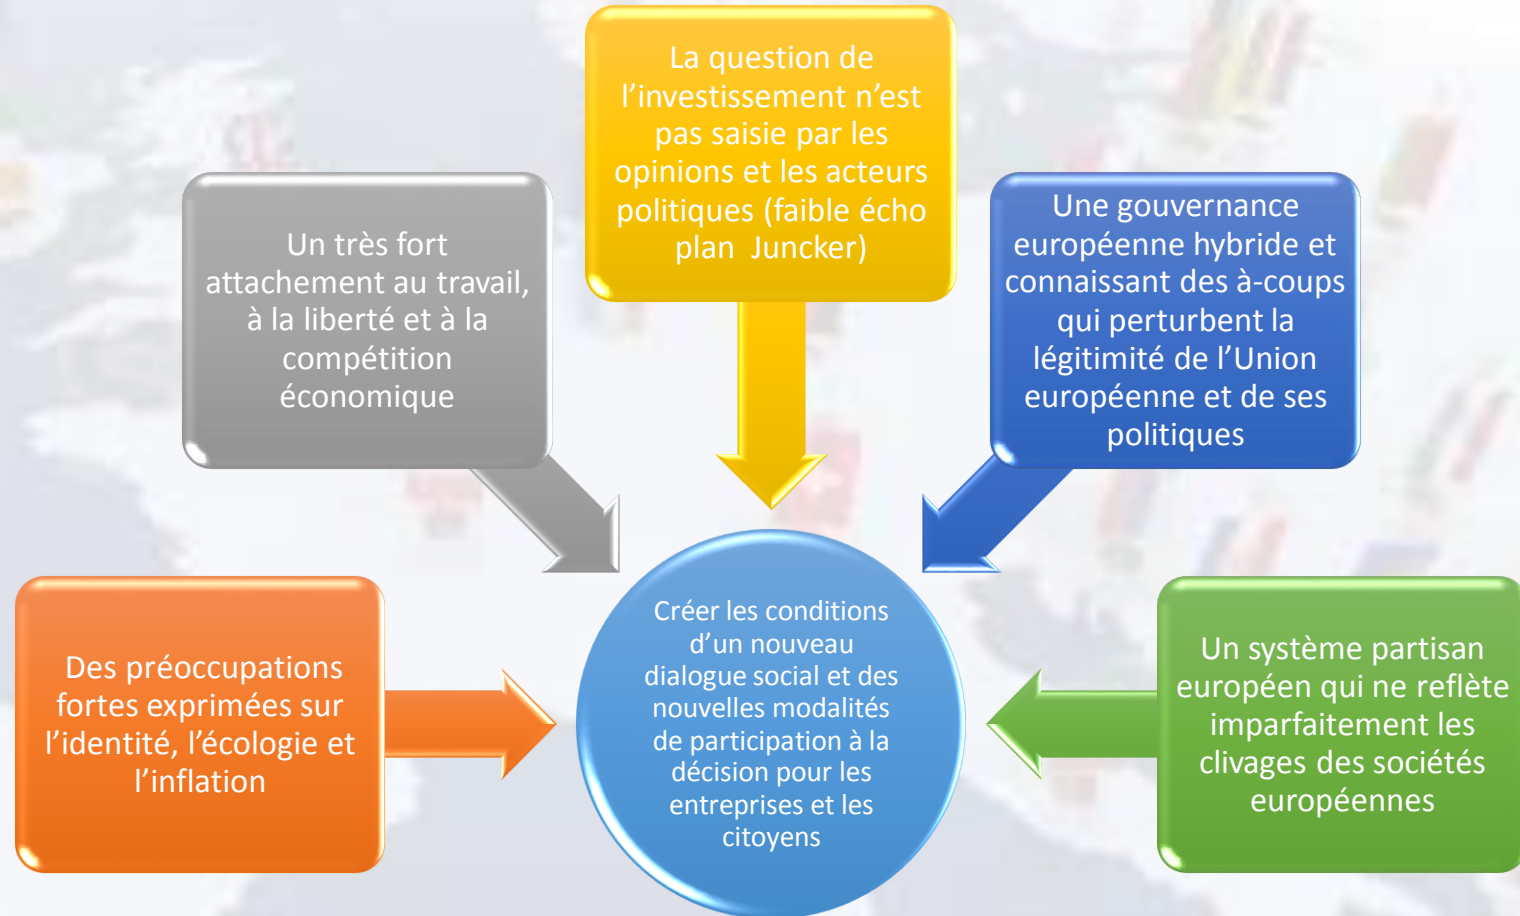 Des préoccupations
fortes exprimées sur
l’identité, l’écologie et
l’inflation
Un très fort
attachement au travail,
à la liberté et à la
compétition
économique
La question de
l’investissement n’est
pas saisie par les
opinions et les acteurs
politiques (faible écho
plan Juncker)
Une gouvernance
européenne hybride et
connaissant des à-coups
qui perturbent la
légitimité de l’Union
européenne et de ses
politiques
Un système partisan
européen qui ne reflète
imparfaitement les
clivages des sociétés
européennes
Créer les conditions
d’un nouveau
dialogue social et des
nouvelles modalités
de participation à la
décision pour les
entreprises et les
citoyens